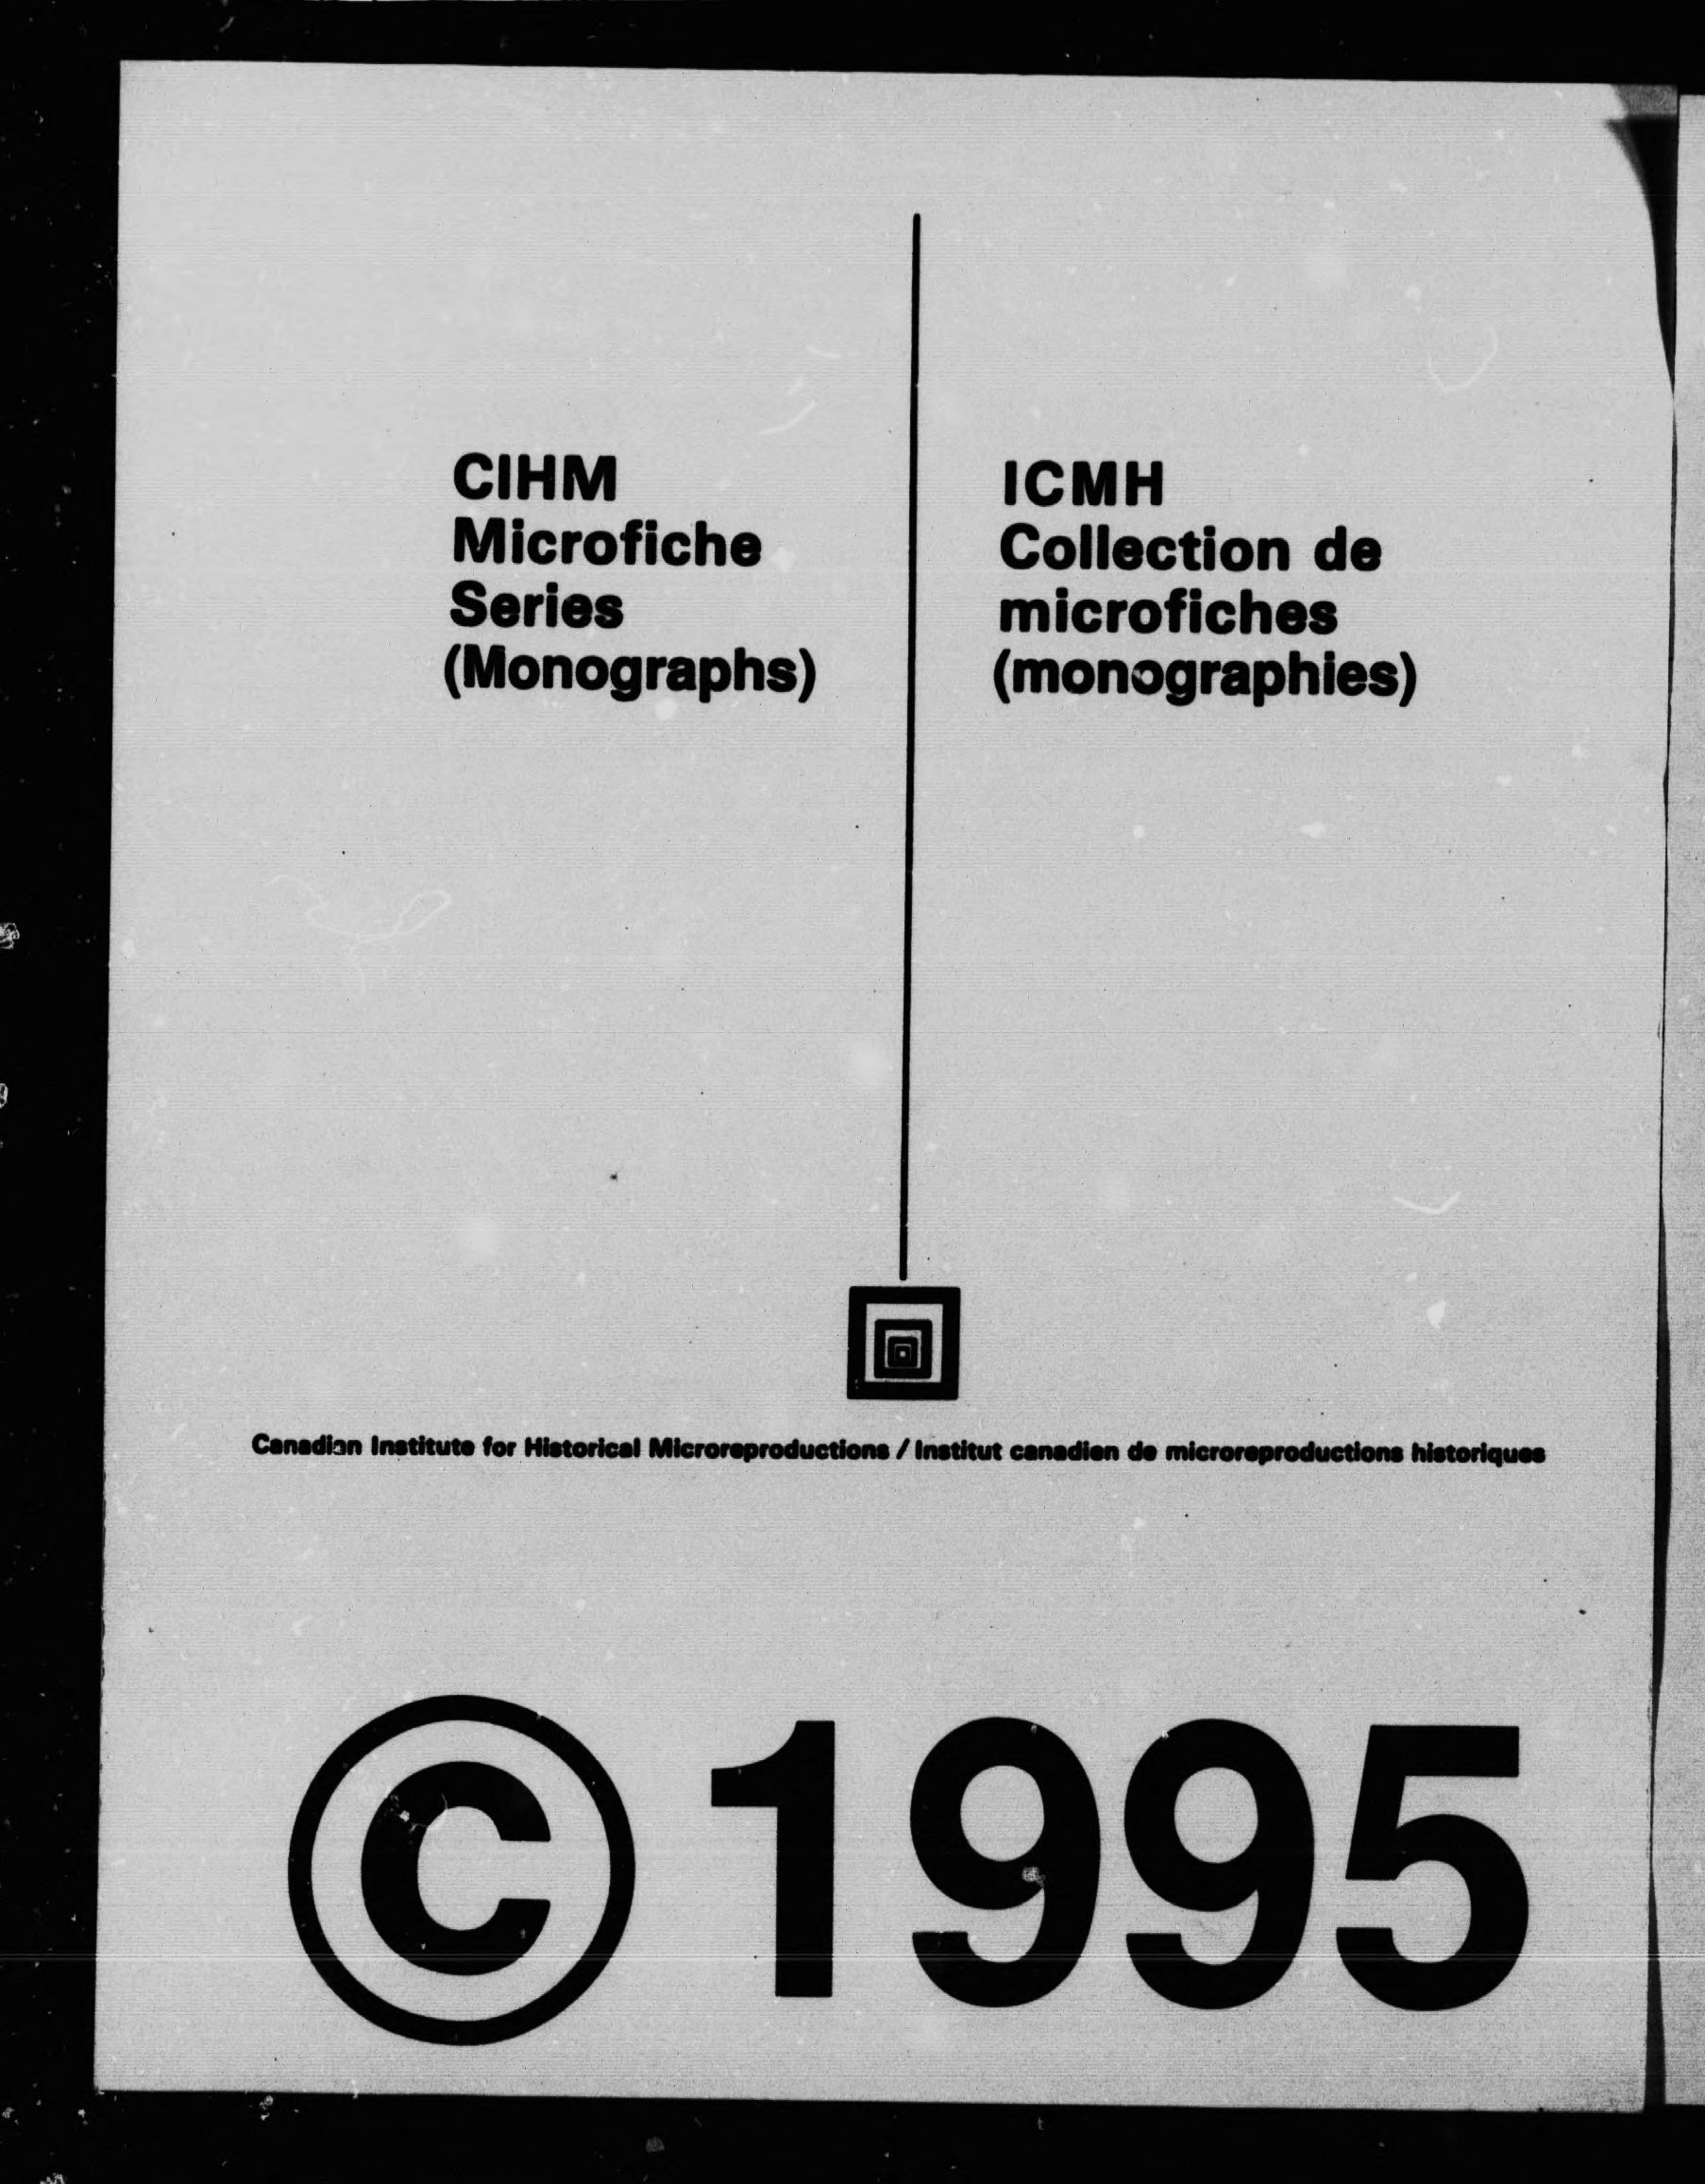 CIHM
Microfiche
Series
(Monographs)
ICMH
Collection de
microfiches
(monographies)
Canadian Institute for Historical Microreproductions / Institut canadien de microreproductions historiques
© 1995